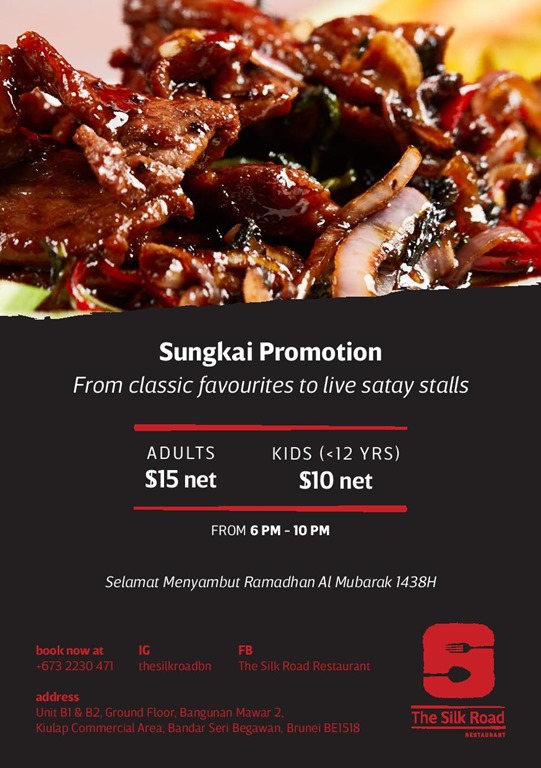 Sungkai Promotion
From classic favourites to live satay stalls
ADULTS
$15 net
KIDS (<12 YRS)
$10 net
FROM 6 PM - 10 PM
Selamat Menyambut Ramadhan Al Mubarak 1438H
book now at
+673 2230 471
IG
thesilkroadbn
FB
The Silk Road Restaurant
address
Unit B1 & B2, Ground Floor, Bangunan Mawar 2,
Kiulap Commercial Area, Bandar Seri Begawan, Brunei BE1518
The Silk Road
RESTAURANT